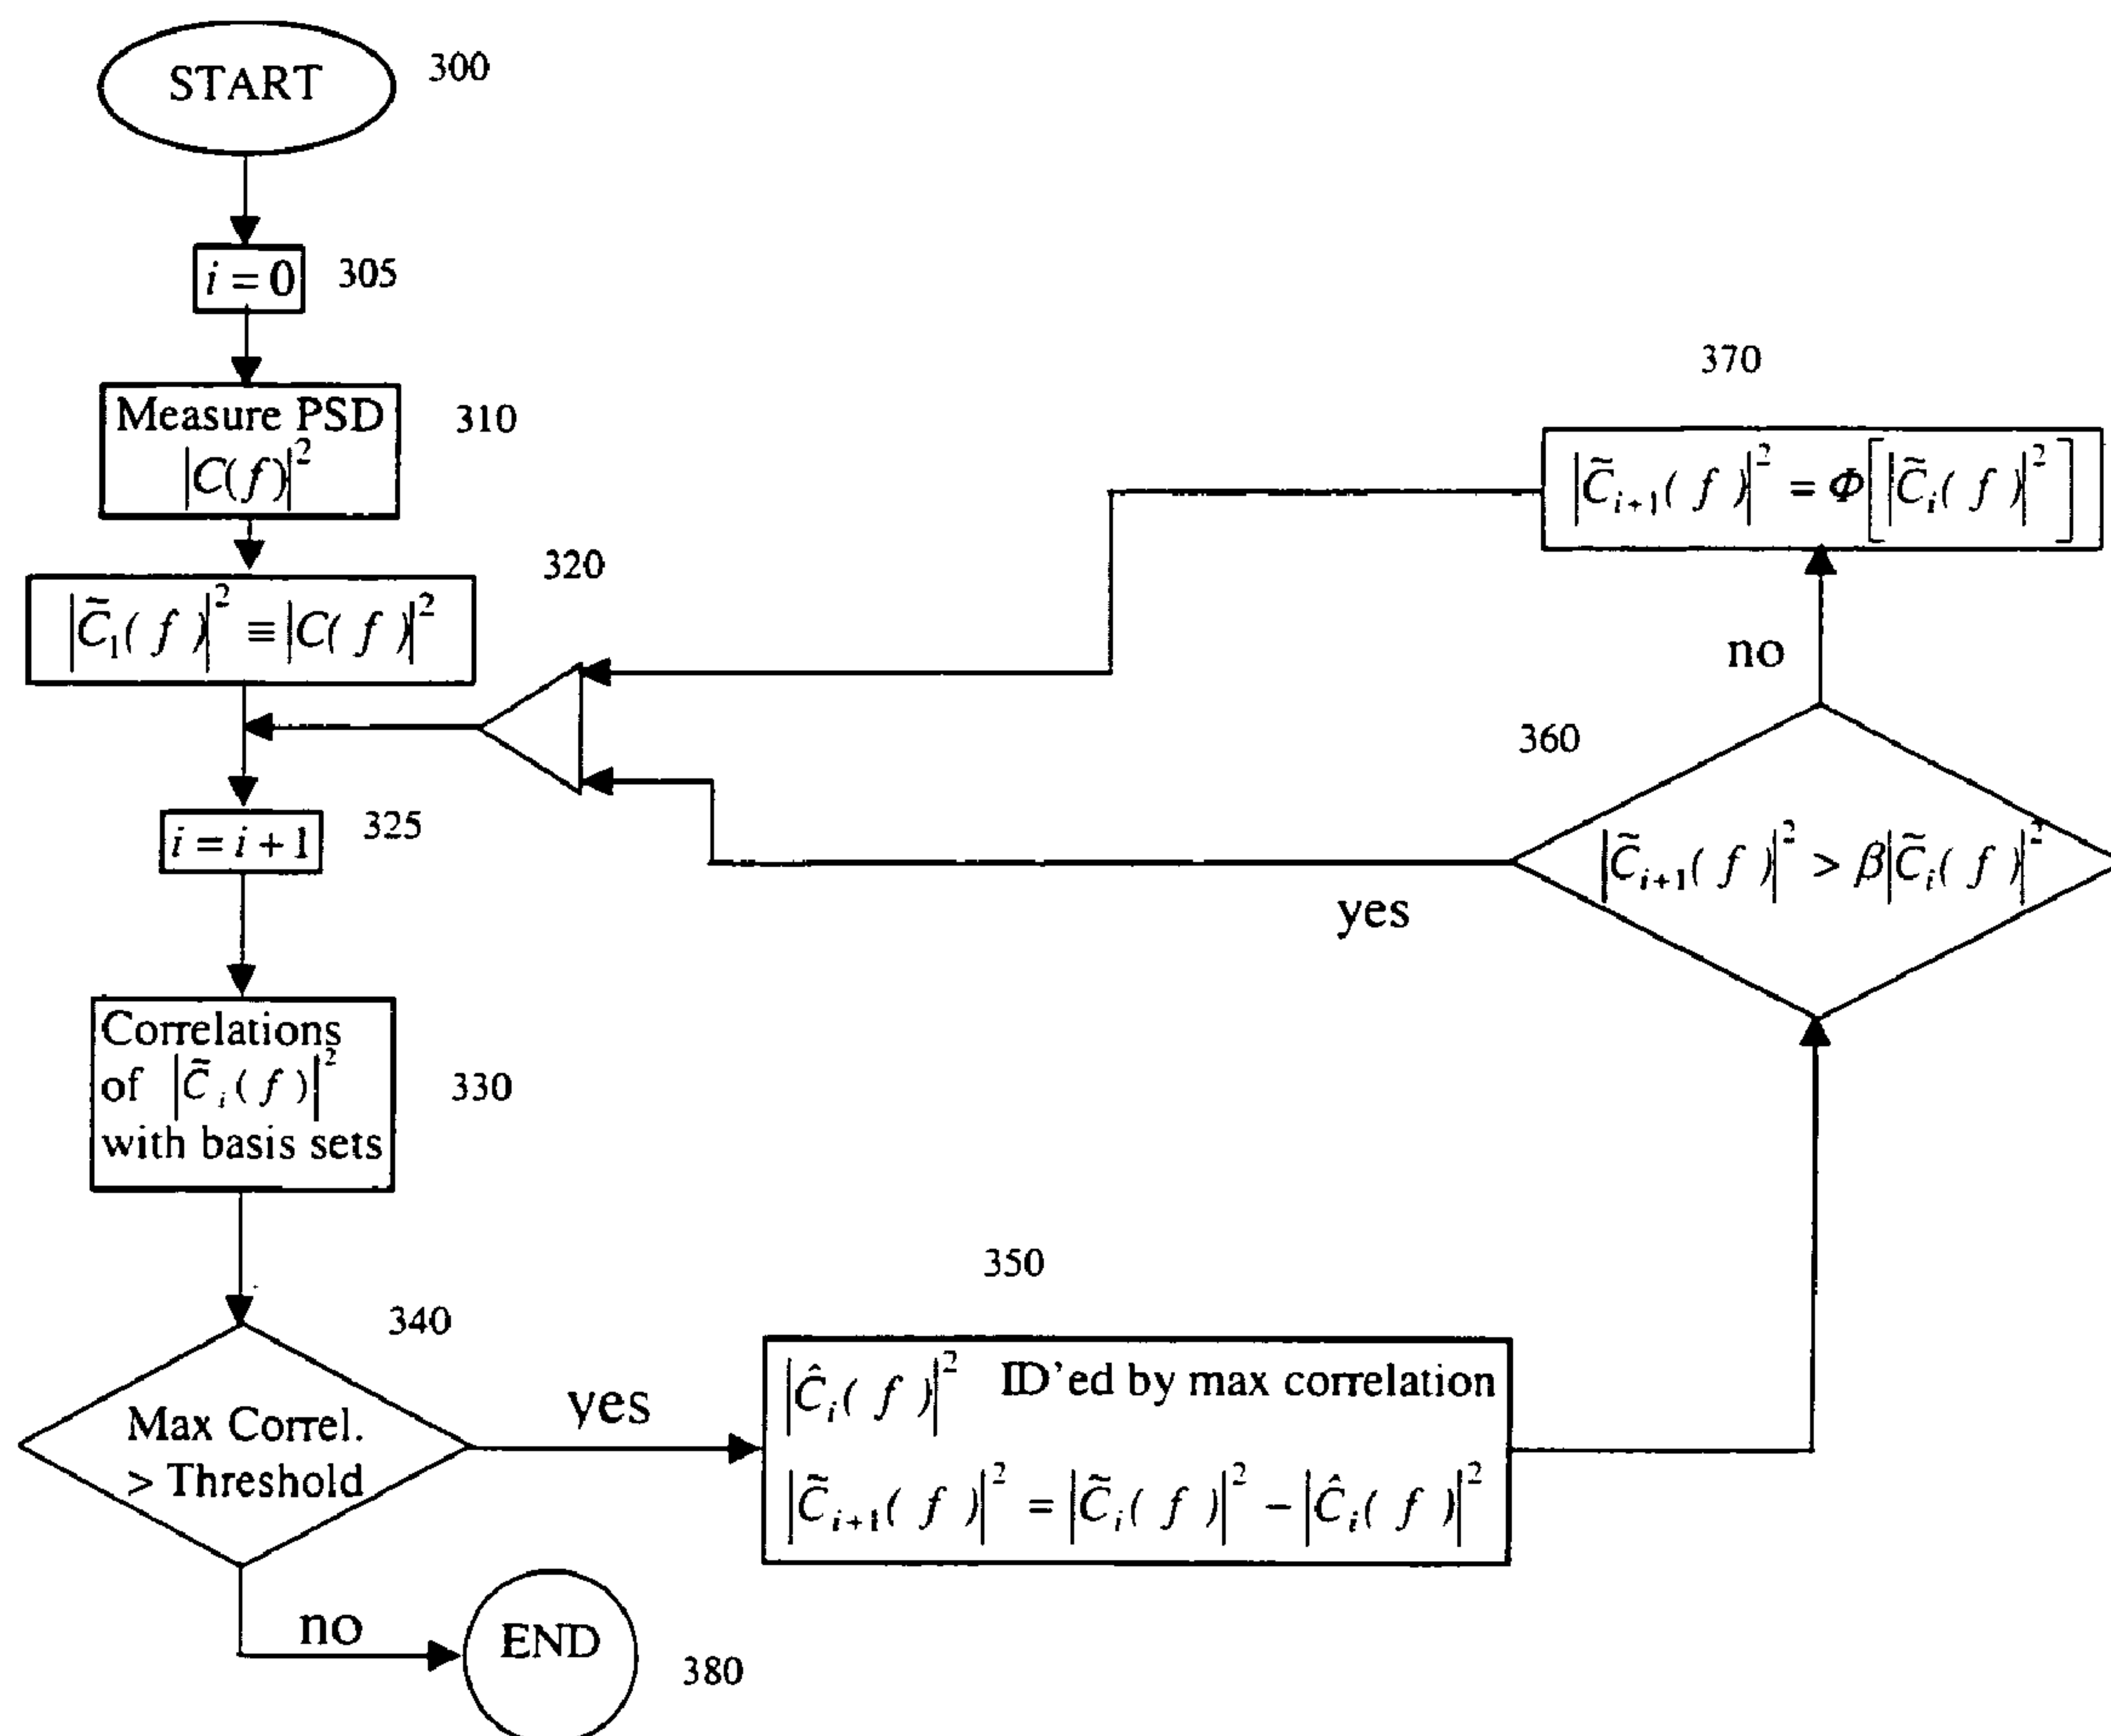 START
300
i = 0
305
Measure PSD
|C(f)|²
310
|C̃₁( f )|² ≡ |C( f )|²
320
i = i + 1
325
Correlations
of |C̃ᵢ( f )|²
with basis sets
330
Max Correl.
> Threshold
340
yes
no
END
380
350
|Ĉᵢ( f )|² ID'ed by max correlation
|C̃ᵢ₊₁( f )|² = |C̃ᵢ( f )|² − |Ĉᵢ( f )|²
360
|C̃ᵢ₊₁( f )|² > β|C̃ᵢ( f )|²
yes
no
370
|C̃ᵢ₊₁( f )|² = Φ[|C̃ᵢ( f )|²]